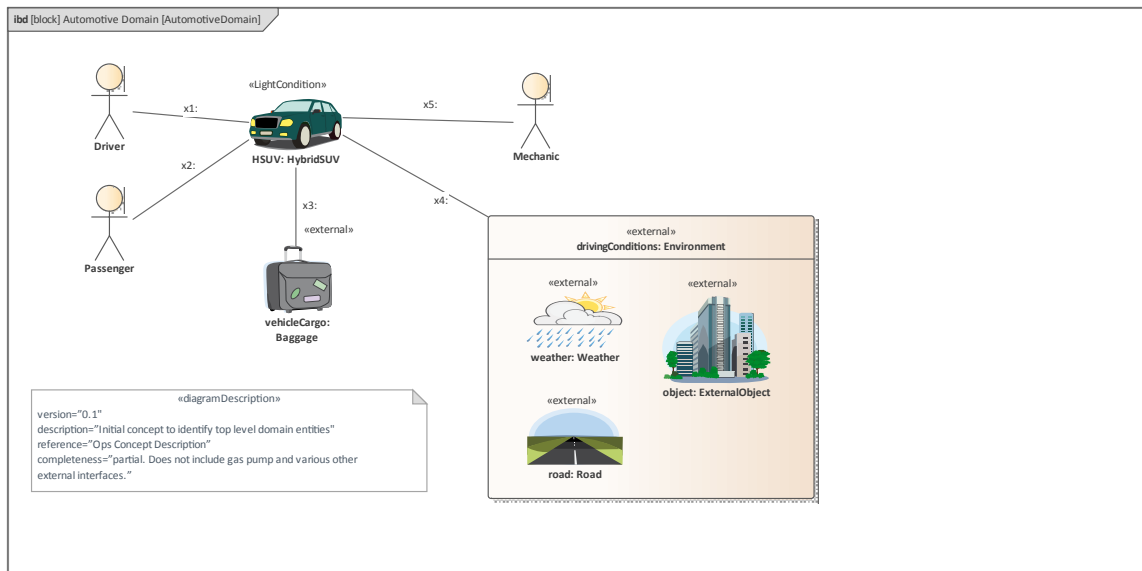 ibd [block] Automotive Domain [AutomotiveDomain]
«LightCondition»
x1:
x5:
Driver
HSUV: HybridSUV
Mechanic
x2:
x3:
x4:
«external»
Passenger
vehicleCargo:
Baggage
«external»
drivingConditions: Environment
«external»
weather: Weather
«external»
object: ExternalObject
«external»
road: Road
«diagramDescription»
version="0.1"
description="Initial concept to identify top level domain entities"
reference="Ops Concept Description"
completeness="partial. Does not include gas pump and various other
external interfaces."